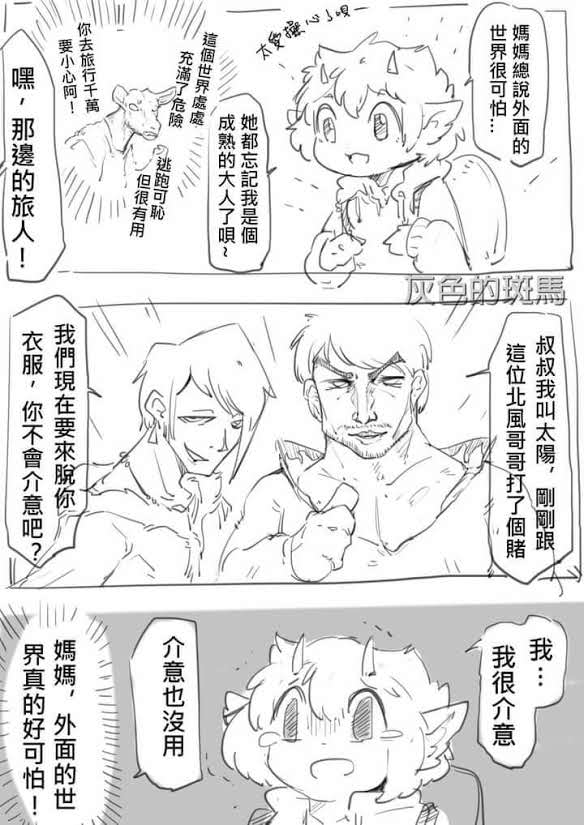 媽媽總說外面的
世界很可怕…
太愛操心了唄—
她都忘記我是個
成熟的大人了唄~
這個世界處處
充滿了危險
你去旅行千萬
要小心阿！
逃跑可恥
但很有用
嘿，那邊的旅人！
灰色的斑馬
叔叔我叫太陽，剛剛跟
這位北風哥哥打了個賭
我們現在要來脫你
衣服，你不會介意吧？
我…
我很介意
介意也沒用
媽媽，外面的世
界真的好可怕！